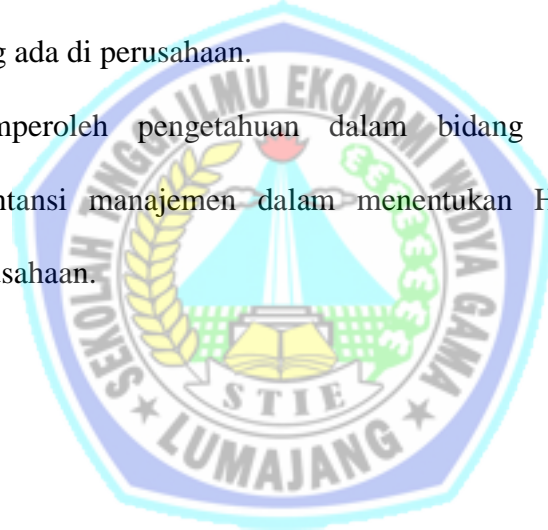 g ada di perusahaan.
mperoleh pengetahuan dalam bidang
ntansi manajemen dalam menentukan H
usahaan.
SEKOLAH TINGGI ILMU EKONOMI WIDYA GAMA
STIE
LUMAJANG